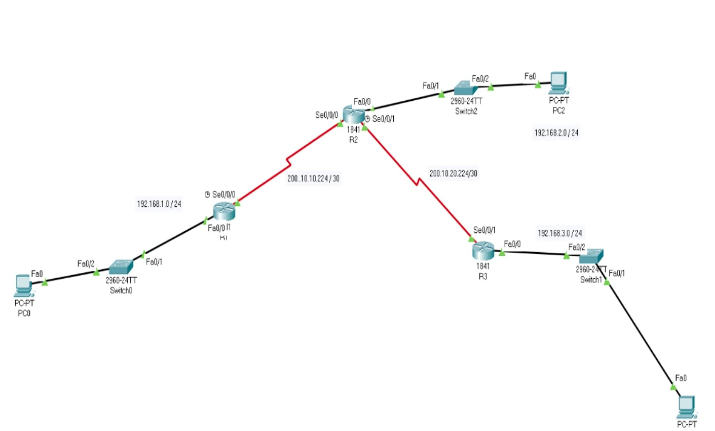 Fa0/1
Fa0/2
Fa0
2960-24TT
Switch2
PC-PT
PC2
192.168.2.0 / 24
Fa0/0
Se0/0/0
Se0/0/1
1841
R2
200..10.10.224 / 30
200.10.20.224/30
192.168.1.0 / 24
Se0/0/0
Fa0/0
R1
Fa0/1
Fa0/2
Fa0
2960-24TT
Switch0
PC-PT
PC0
Se0/0/1
Fa0/0
1841
R3
192.168.3.0 / 24
Fa0/2
2960-24TT
Switch1
Fa0/1
Fa0
PC-PT